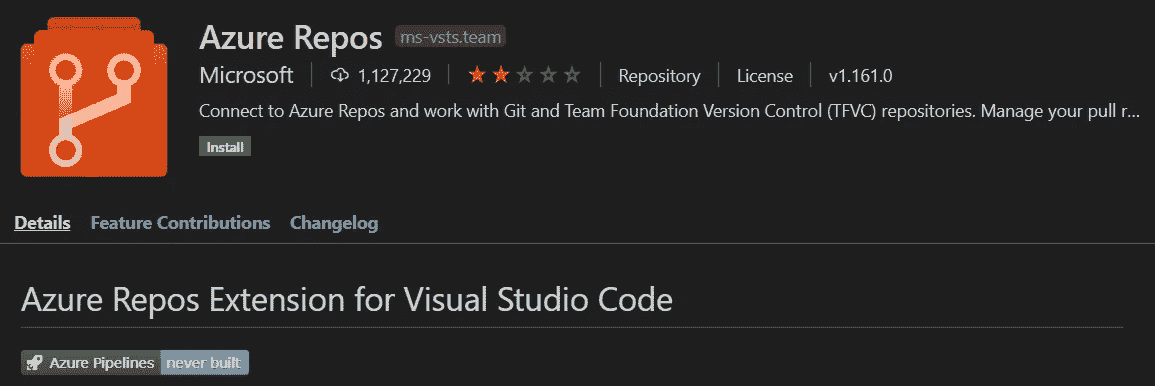 Azure Repos ms-vsts.team
Microsoft 1,127,229 Repository License v1.161.0
Connect to Azure Repos and work with Git and Team Foundation Version Control (TFVC) repositories. Manage your pull r...
Install
Details Feature Contributions Changelog
Azure Repos Extension for Visual Studio Code
Azure Pipelines never built